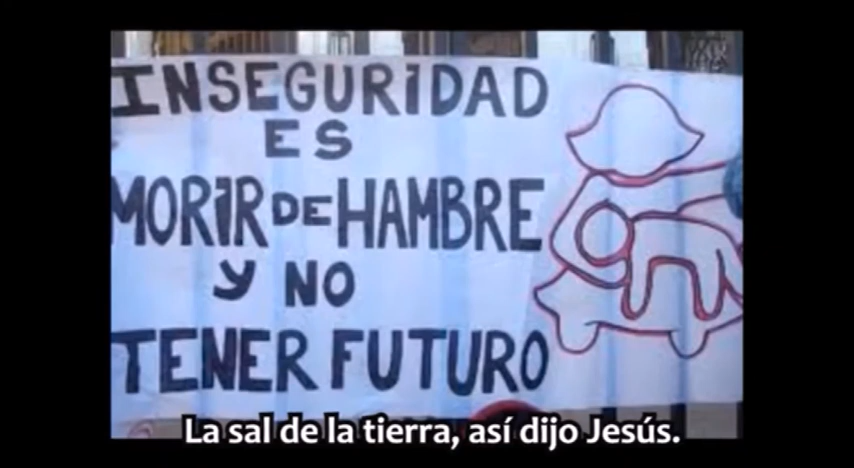 INSEGURIDAD
ES
MORIR DE HAMBRE
Y NO
TENER FUTURO
La sal de la tierra, así dijo Jesús.